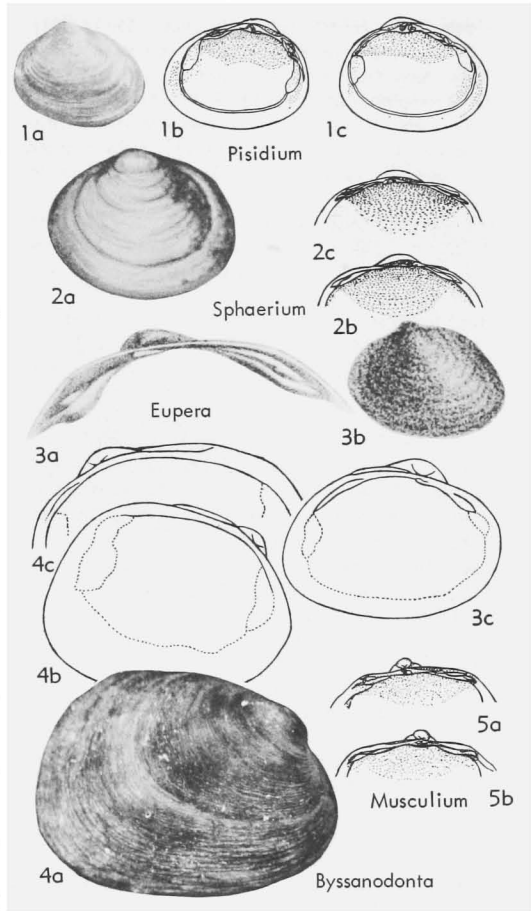 1a
1b
1c
Pisidium
2a
2c
Sphaerium
2b
Eupera
3a
3b
4c
3c
4b
5a
Musculium
5b
4a
Byssanodonta